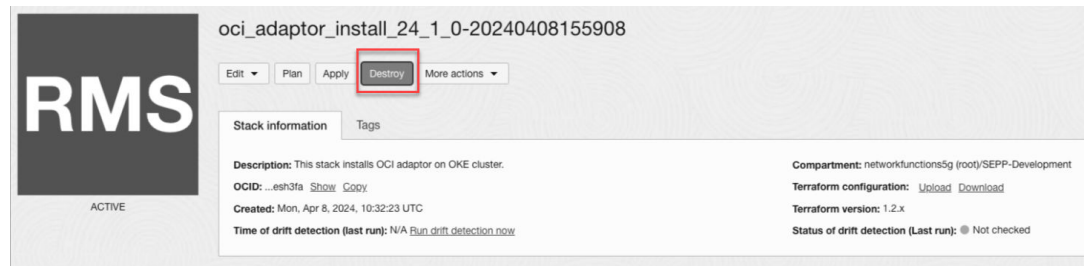 oci_adaptor_install_24_1_0-20240408155908
Edit Plan Apply Destroy More actions
RMS
ACTIVE
Stack information Tags
Description: This stack installs OCI adaptor on OKE cluster.
OCID: ...esh3fa Show Copy
Created: Mon, Apr 8, 2024, 10:32:23 UTC
Time of drift detection (last run): N/A Run drift detection now
Compartment: networkfunctions5g (root)/SEPP-Development
Terraform configuration: Upload Download
Terraform version: 1.2.x
Status of drift detection (Last run): Not checked